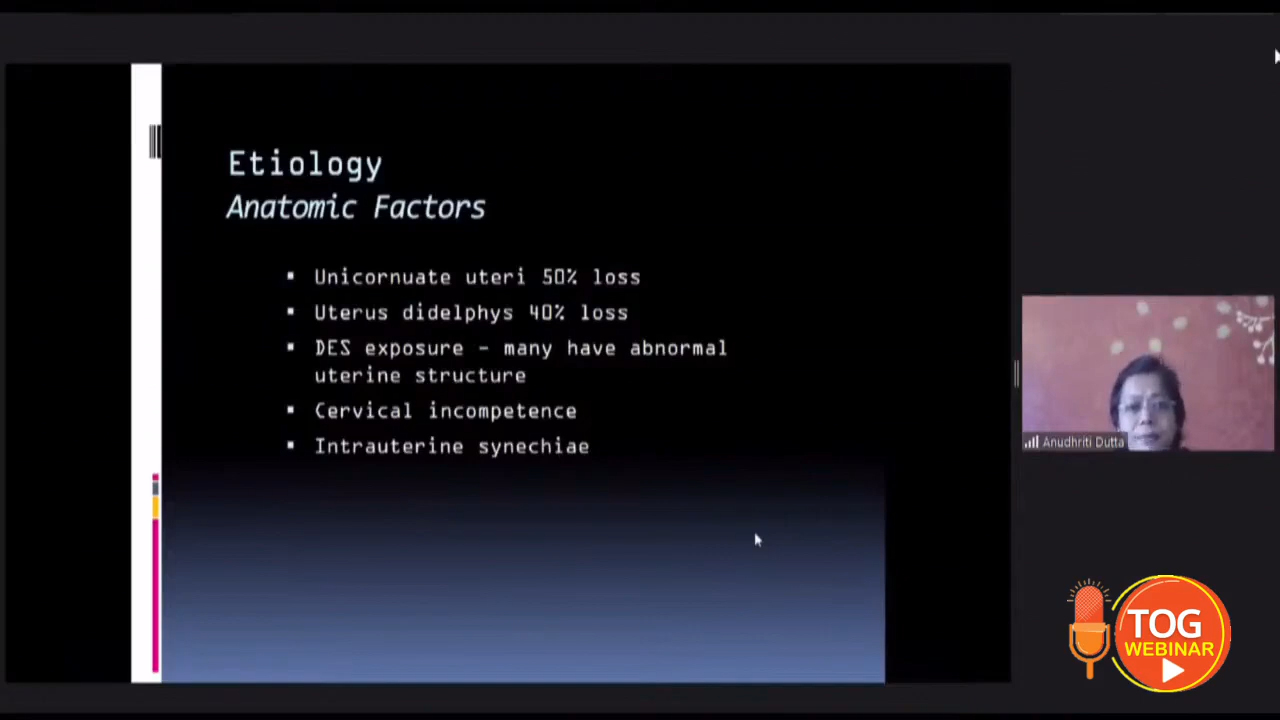 Etiology
Anatomic Factors
▪ Unicornuate uteri 50% loss
▪ Uterus didelphys 40% loss
▪ DES exposure – many have abnormal
uterine structure
▪ Cervical incompetence
▪ Intrauterine synechiae
Anudhriti Dutta
TOG
WEBINAR